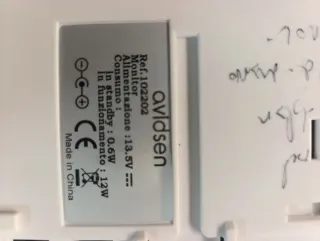 avidsen
Ref.102202
Monitor
Alimentazione :13.5V
Consumo :
in standby : 0.6W
in funzionamento : 12W
CE
Made in China